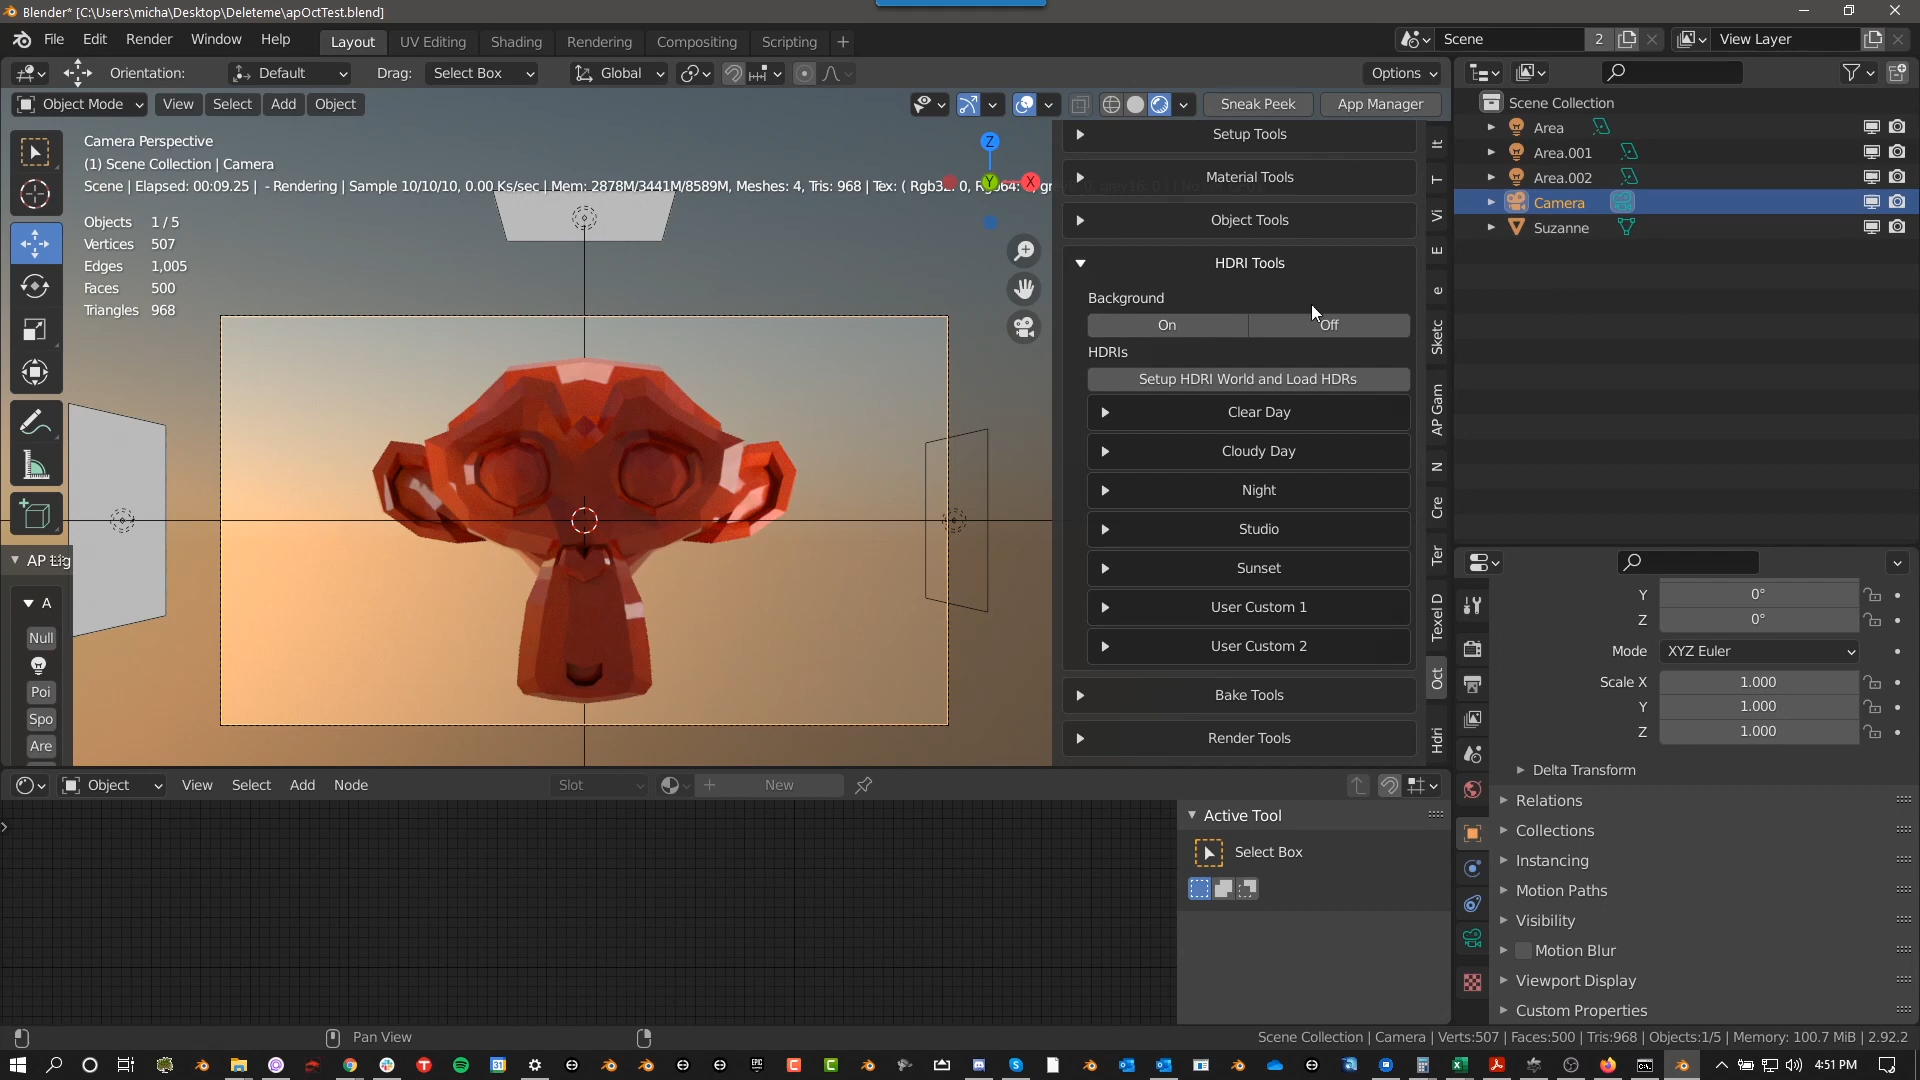 Blender* [C:\Users\micha\Desktop\Deleteme\apOctTest.blend]
File Edit Render Window Help Layout UV Editing Shading Rendering Compositing Scripting + Scene 2 View Layer
Orientation: Default Drag: Select Box Global Options
Object Mode View Select Add Object Sneak Peek App Manager
Camera Perspective
(1) Scene Collection | Camera
Scene | Elapsed: 00:09.25 | - Rendering | Sample 10/10/10, 0.00 Ks/sec | Mem: 2878M/3441M/8589M, Meshes: 4, Tris: 968 | Tex: (
Objects 1 / 5
Vertices 507
Edges 1,005
Faces 500
Triangles 968
Z
Y
X
AP Lig
A
Null
Poi
Spo
Are
Setup Tools
Material Tools
Object Tools
HDRI Tools
Background
On Off
HDRIs
Setup HDRI World and Load HDRs
Clear Day
Cloudy Day
Night
Studio
Sunset
User Custom 1
User Custom 2
Bake Tools
Render Tools
It
T
Vi
E
e
Sketc
AP Gam
N
Cre
Ter
Texel D
Oct
Hdri
Scene Collection
Area
Area.001
Area.002
Camera
Suzanne
Y 0°
Z 0°
Mode XYZ Euler
Scale X 1.000
Y 1.000
Z 1.000
Delta Transform
Relations
Collections
Instancing
Motion Paths
Visibility
Motion Blur
Viewport Display
Custom Properties
Object View Select Add Node Slot New
Active Tool
Select Box
Pan View
Scene Collection | Camera | Verts:507 | Faces:500 | Tris:968 | Objects:1/5 | Memory: 100.7 MiB | 2.92.2
4:51 PM